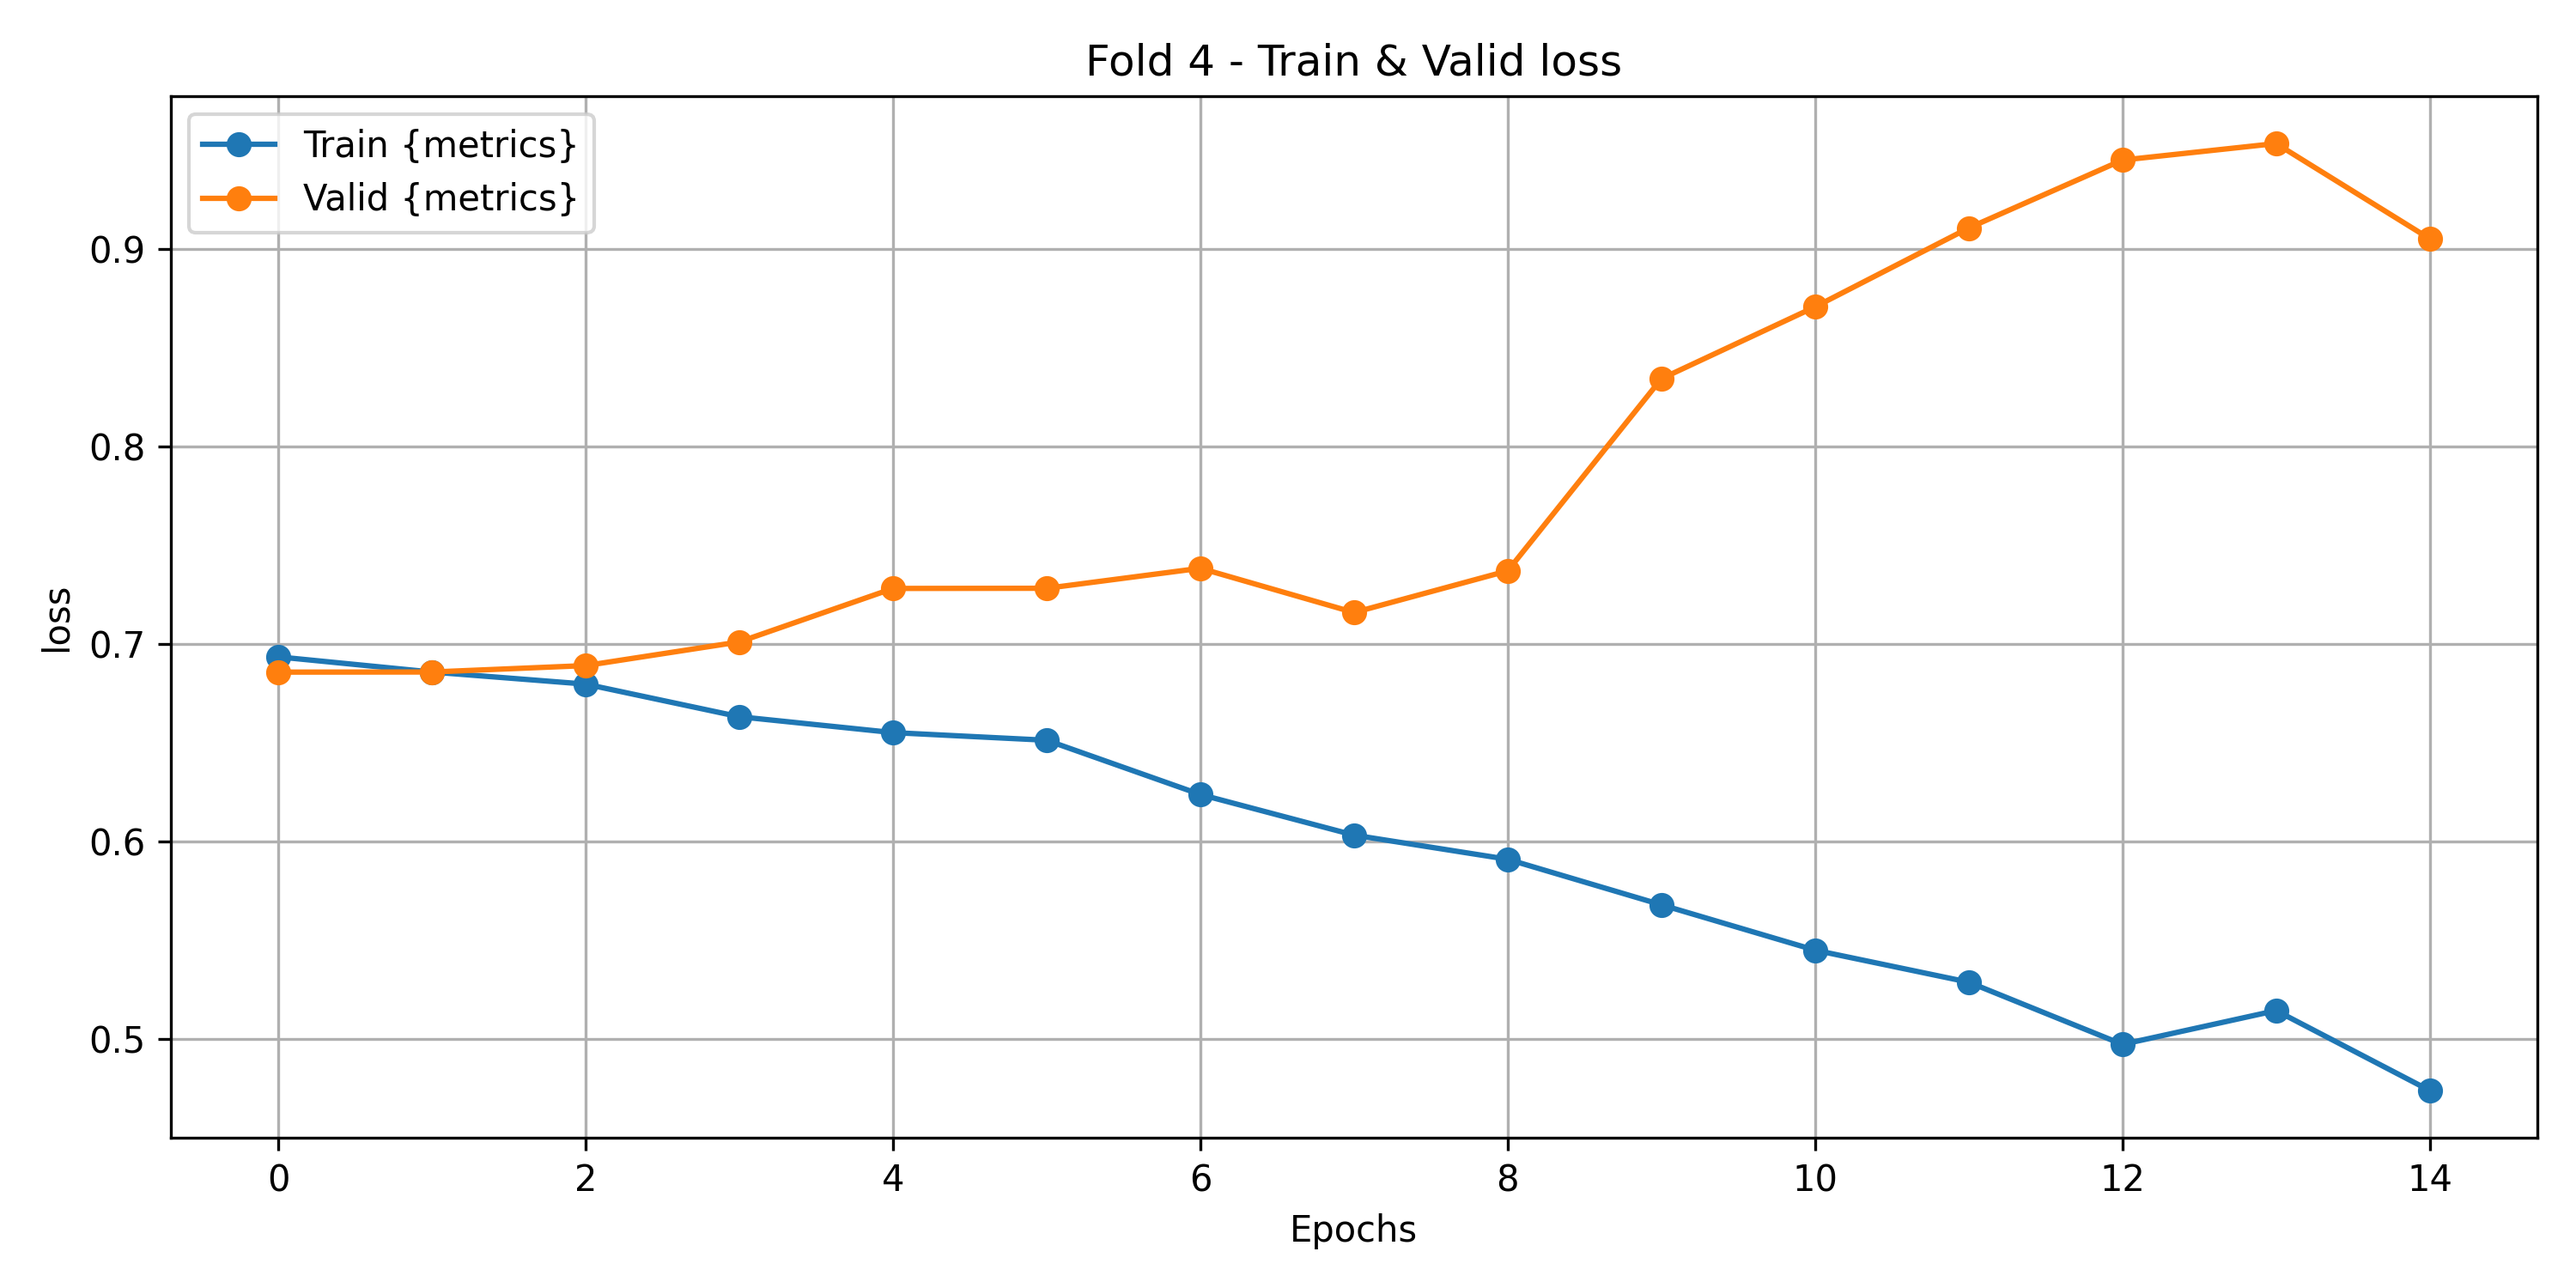 Fold 4 - Train & Valid loss
Train {metrics}
Valid {metrics}
0.9
0.8
0.7
0.6
0.5
loss
0 2 4 6 8 10 12 14
Epochs